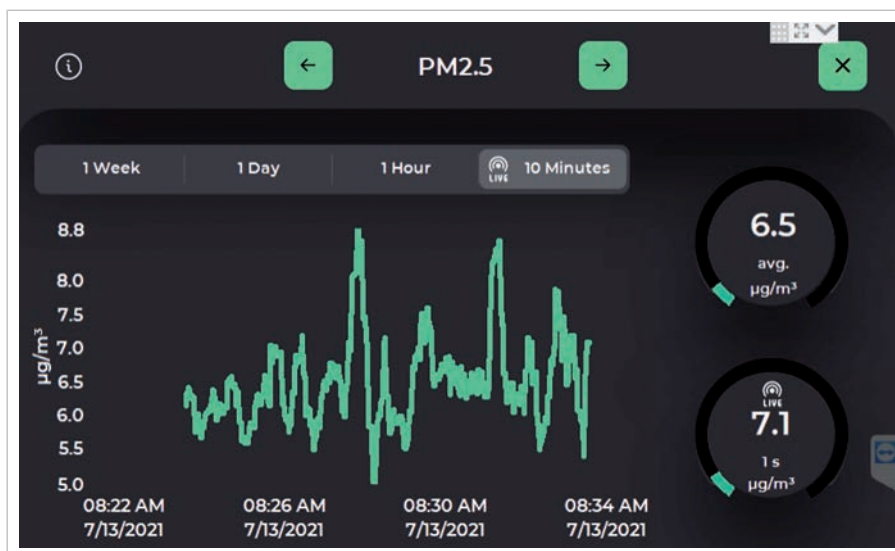 PM2.5
1 Week 1 Day 1 Hour LIVE 10 Minutes
8.8
8.0
7.5
7.0
6.5
6.0
5.5
5.0
µg/m³
08:22 AM 08:26 AM 08:30 AM 08:34 AM
7/13/2021 7/13/2021 7/13/2021 7/13/2021
6.5
avg.
µg/m³
LIVE
7.1
1 s
µg/m³